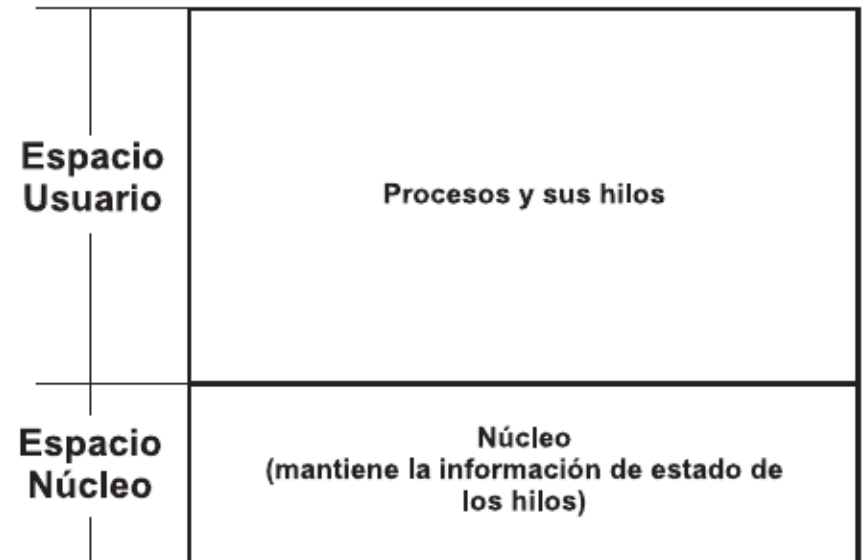 Espacio
Usuario
Procesos y sus hilos
Espacio
Núcleo
Núcleo
(mantiene la información de estado de
los hilos)